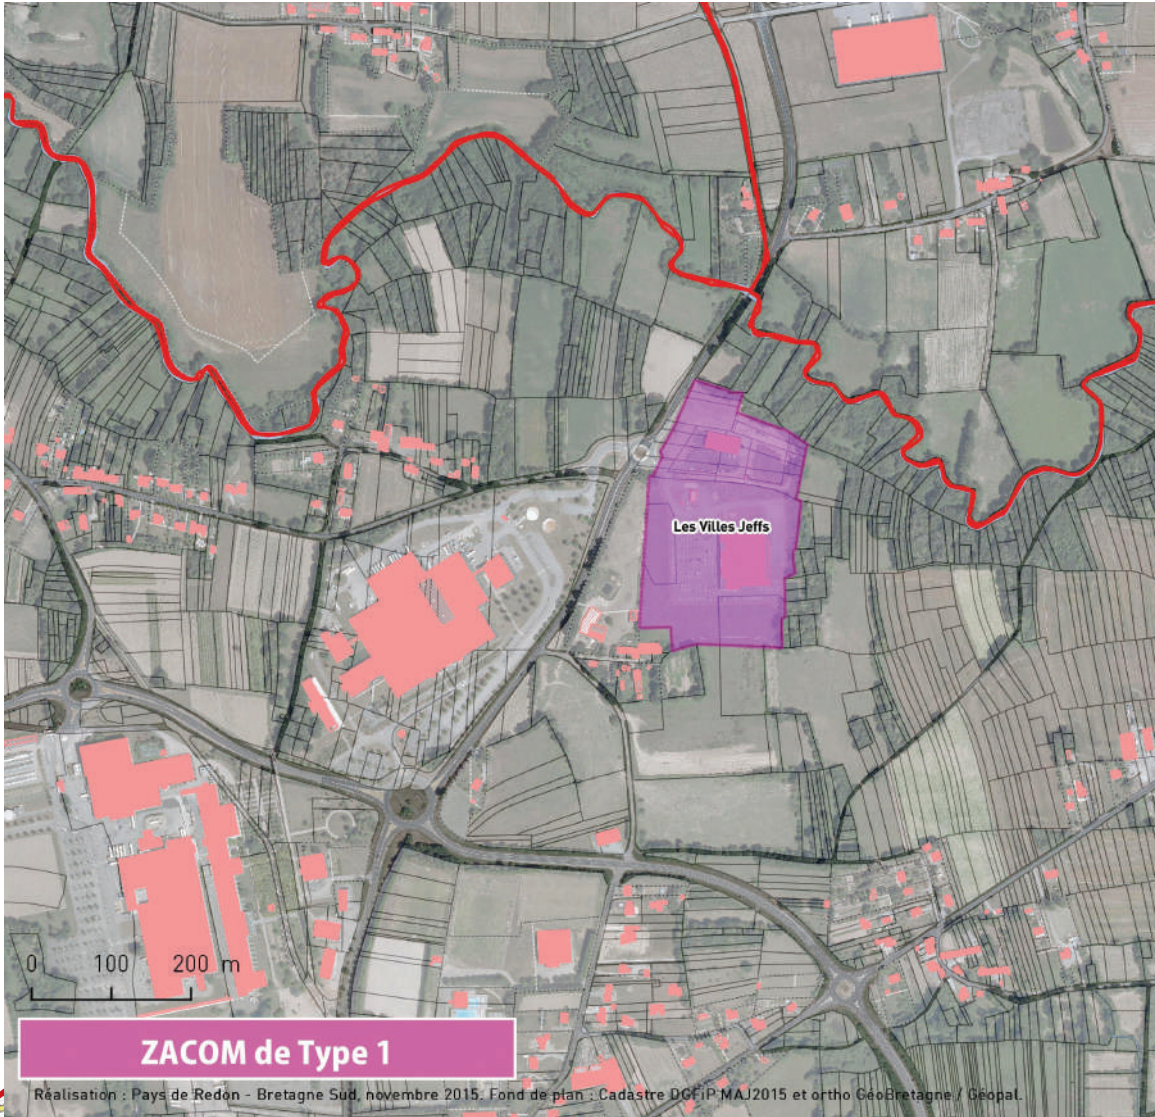 Les Villes Jeffs
0 100 200 m
ZACOM de Type 1
Réalisation : Pays de Redon - Bretagne Sud, novembre 2015. Fond de plan : Cadastre DGFiP MAJ2015 et ortho GéoBretagne / Géopal.